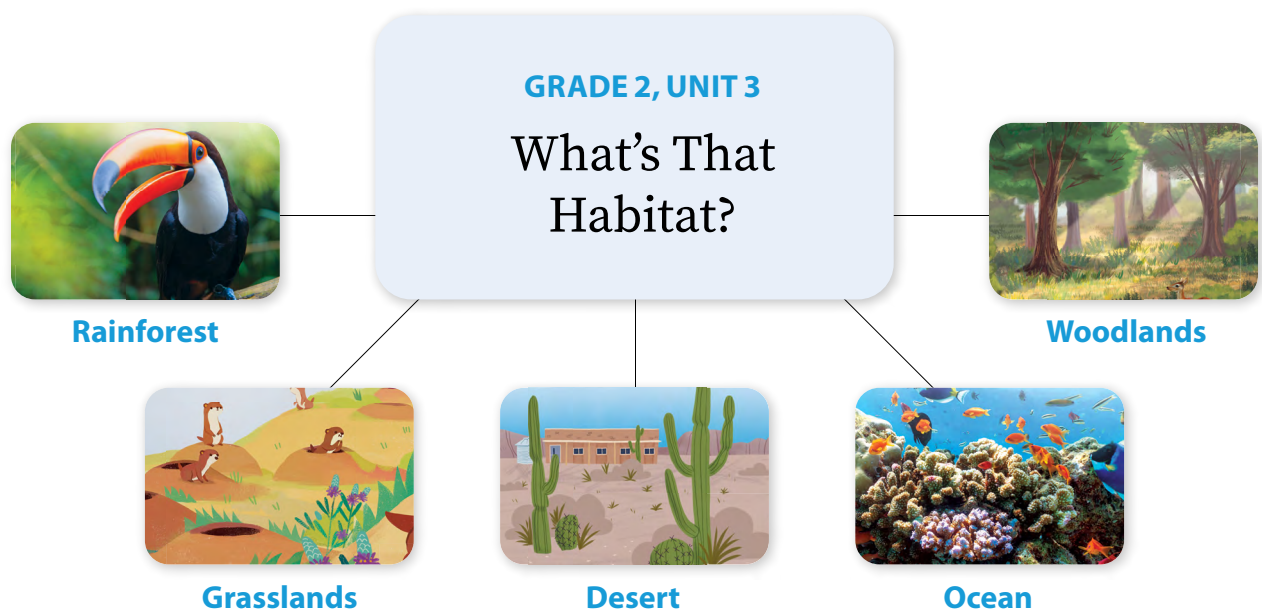 GRADE 2, UNIT 3
What’s That
Habitat?
Rainforest
Woodlands
Grasslands
Desert
Ocean